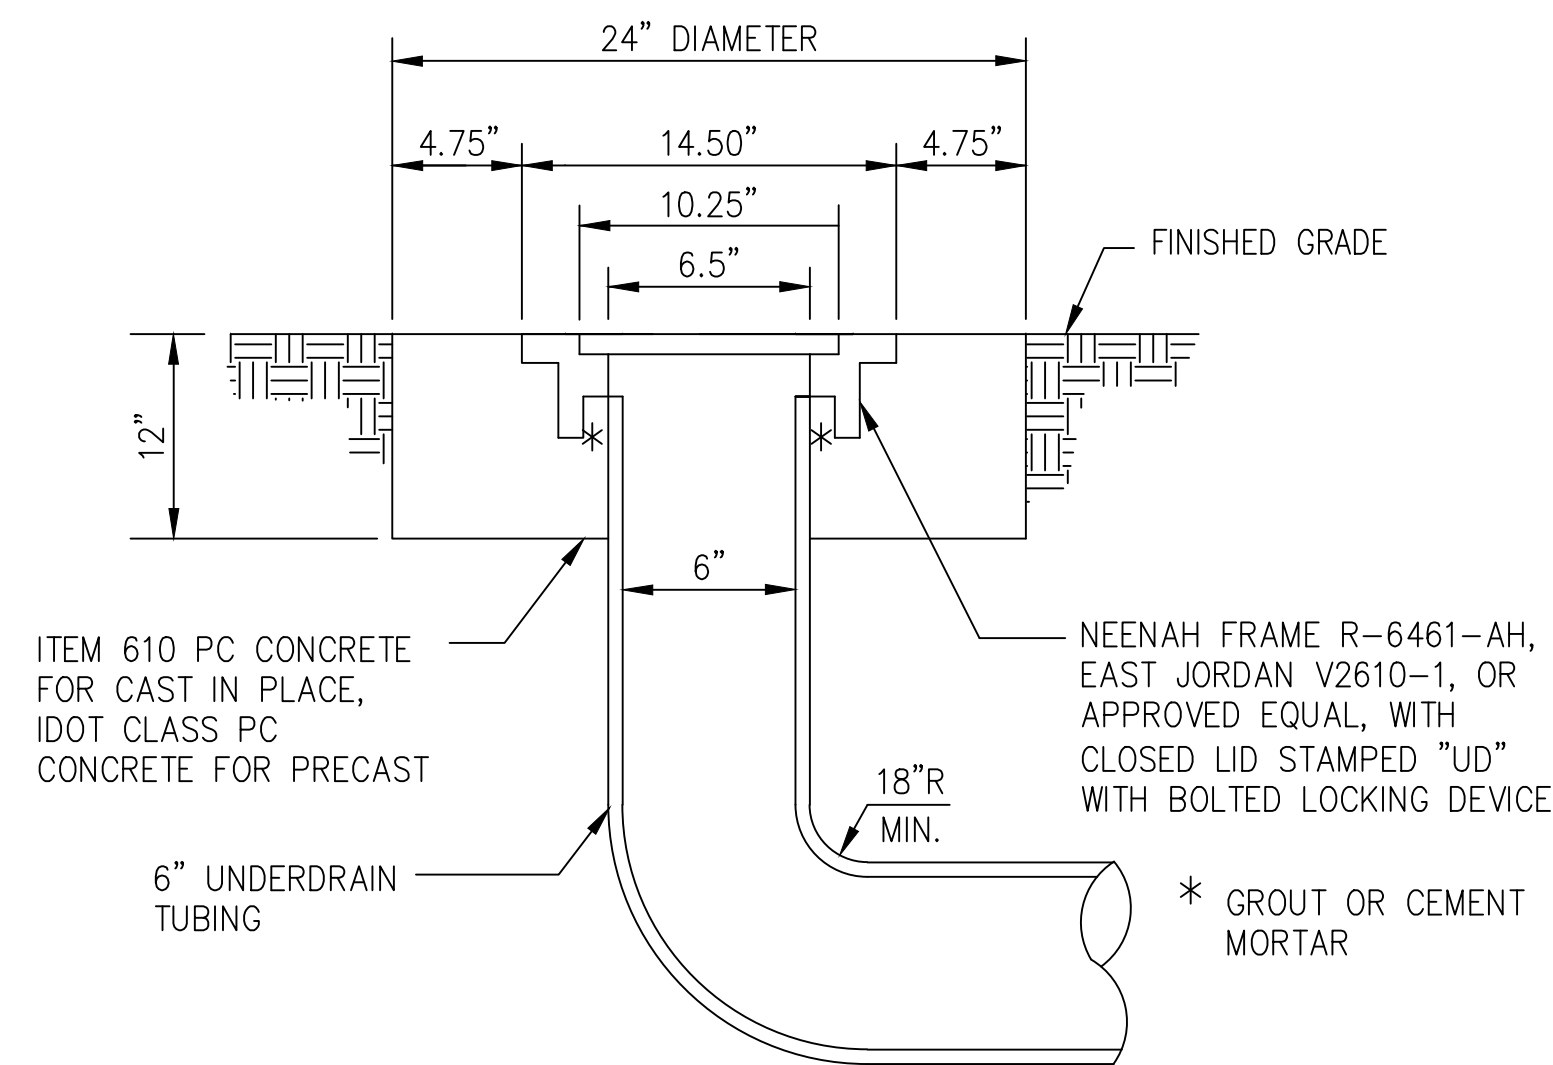 24” DIAMETER
4.75”
14.50”
4.75”
10.25”
6.5”
FINISHED GRADE
12”
6”
ITEM 610 PC CONCRETE
FOR CAST IN PLACE,
IDOT CLASS PC
CONCRETE FOR PRECAST
NEENAH FRAME R-6461-AH,
EAST JORDAN V2610-1, OR
APPROVED EQUAL, WITH
CLOSED LID STAMPED ”UD”
WITH BOLTED LOCKING DEVICE
18”R
MIN.
6” UNDERDRAIN
TUBING
* GROUT OR CEMENT
MORTAR